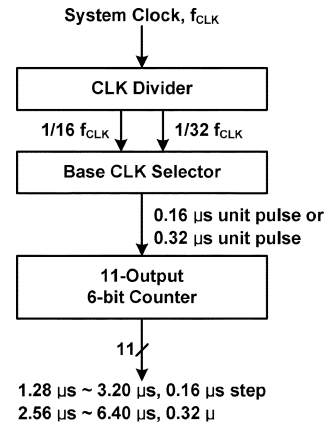 System Clock, fCLK
CLK Divider
1/16 fCLK 1/32 fCLK
Base CLK Selector
0.16 µs unit pulse or
0.32 µs unit pulse
11-Output
6-bit Counter
11
1.28 µs ~ 3.20 µs, 0.16 µs step
2.56 µs ~ 6.40 µs, 0.32 µ